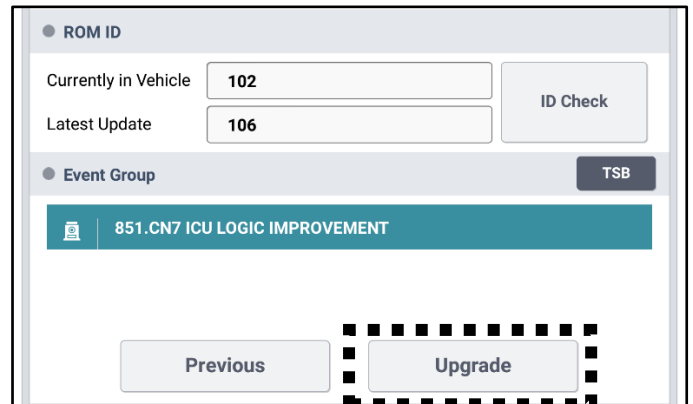 ROM ID
Currently in Vehicle 102
ID Check
Latest Update 106
Event Group TSB
851.CN7 ICU LOGIC IMPROVEMENT
Previous Upgrade